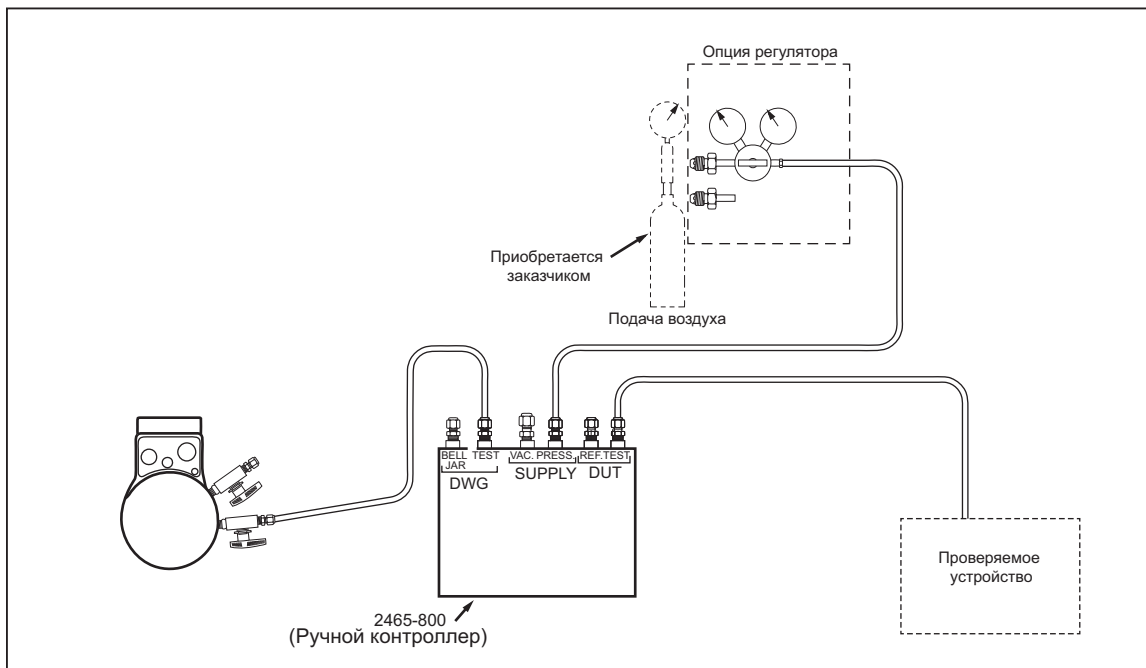 Опция регулятора
Приобретается
заказчиком
Подача воздуха
BELL TEST VAC. PRESS. REF. TEST
JAR
DWG SUPPLY DUT
Проверяемое
устройство
2465-800
(Ручной контроллер)